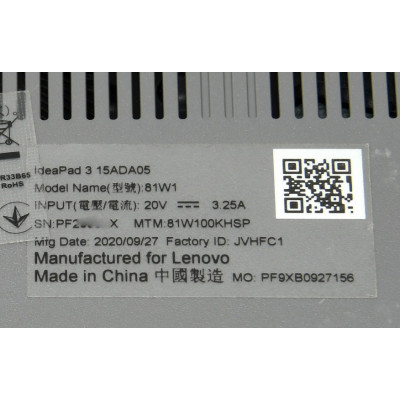 R33B65
RoHS
IdeaPad 3 15ADA05
Model Name(型號):81W1
INPUT(電壓/電流): 20V ⎓ 3.25A
SN:PF2 X MTM:81W100KHSP
Mfg Date: 2020/09/27 Factory ID: JVHFC1
Manufactured for Lenovo
Made in China 中國製造 MO: PF9XB0927156